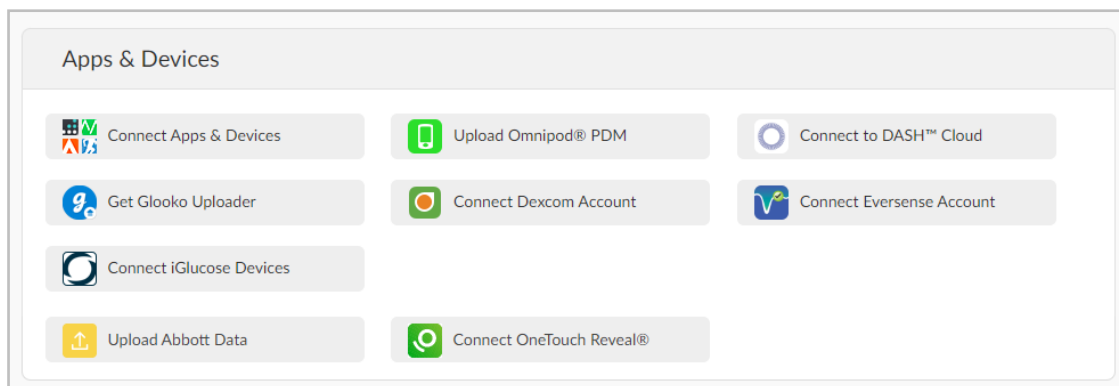 Apps & Devices
Connect Apps & Devices
Upload Omnipod® PDM
Connect to DASH™ Cloud
Get Glooko Uploader
Connect Dexcom Account
Connect Eversense Account
Connect iGlucose Devices
Upload Abbott Data
Connect OneTouch Reveal®